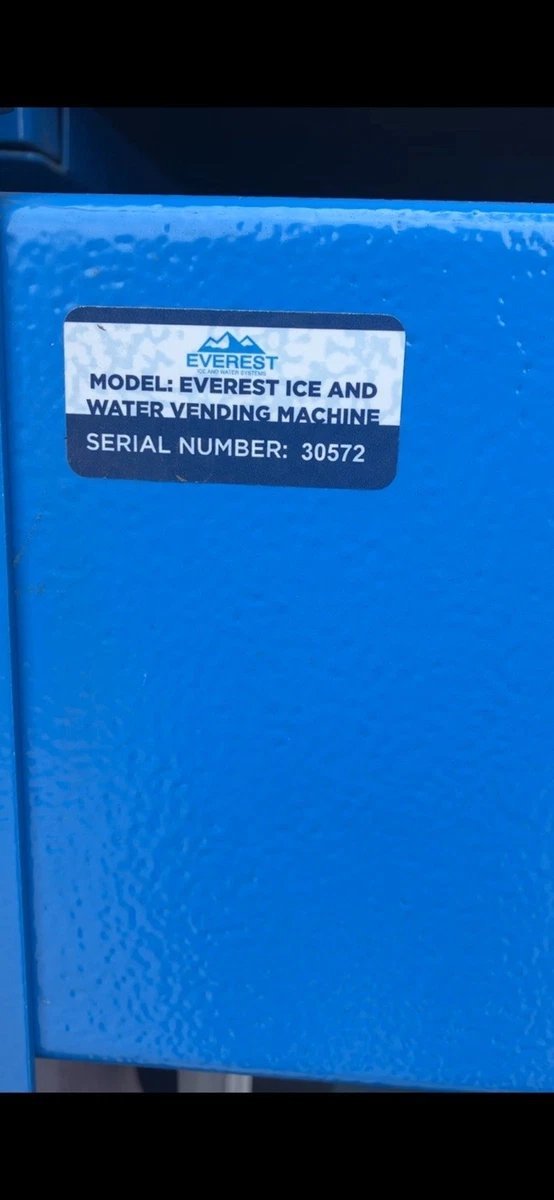 EVEREST
ICE AND WATER SYSTEMS
MODEL: EVEREST ICE AND
WATER VENDING MACHINE
SERIAL NUMBER: 30572